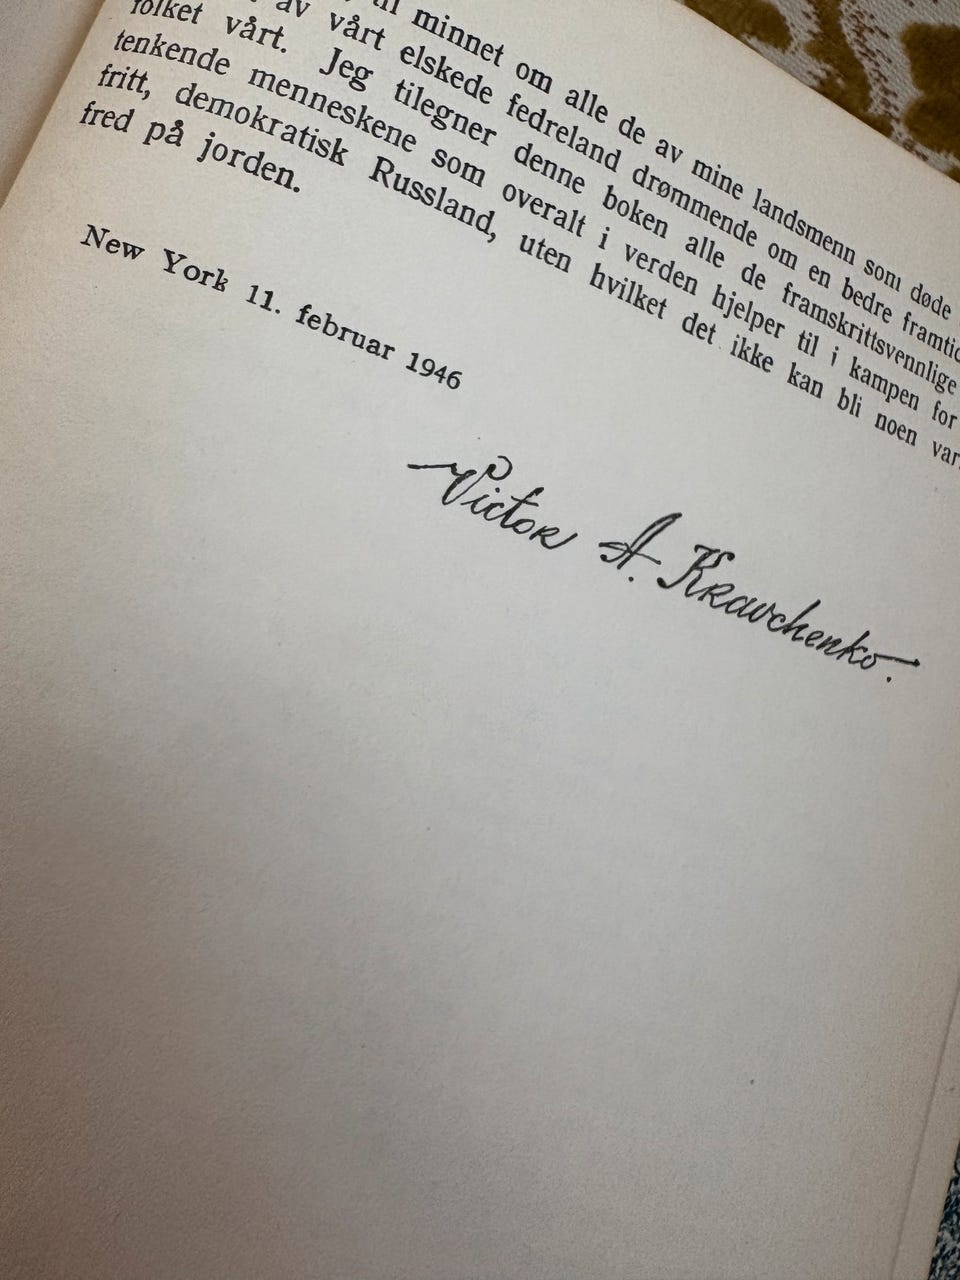 minnet om alle de av mine landsmenn som døde
av vårt elskede fedreland drømmende om en bedre framtid
folket vårt. Jeg tilegner denne boken alle de framskrittsvennlige
tenkende menneskene som overalt i verden hjelper til i kampen for
fritt, demokratisk Russland, uten hvilket det ikke kan bli noen var
fred på jorden.
New York 11. februar 1946
Victor A. Kravchenko.